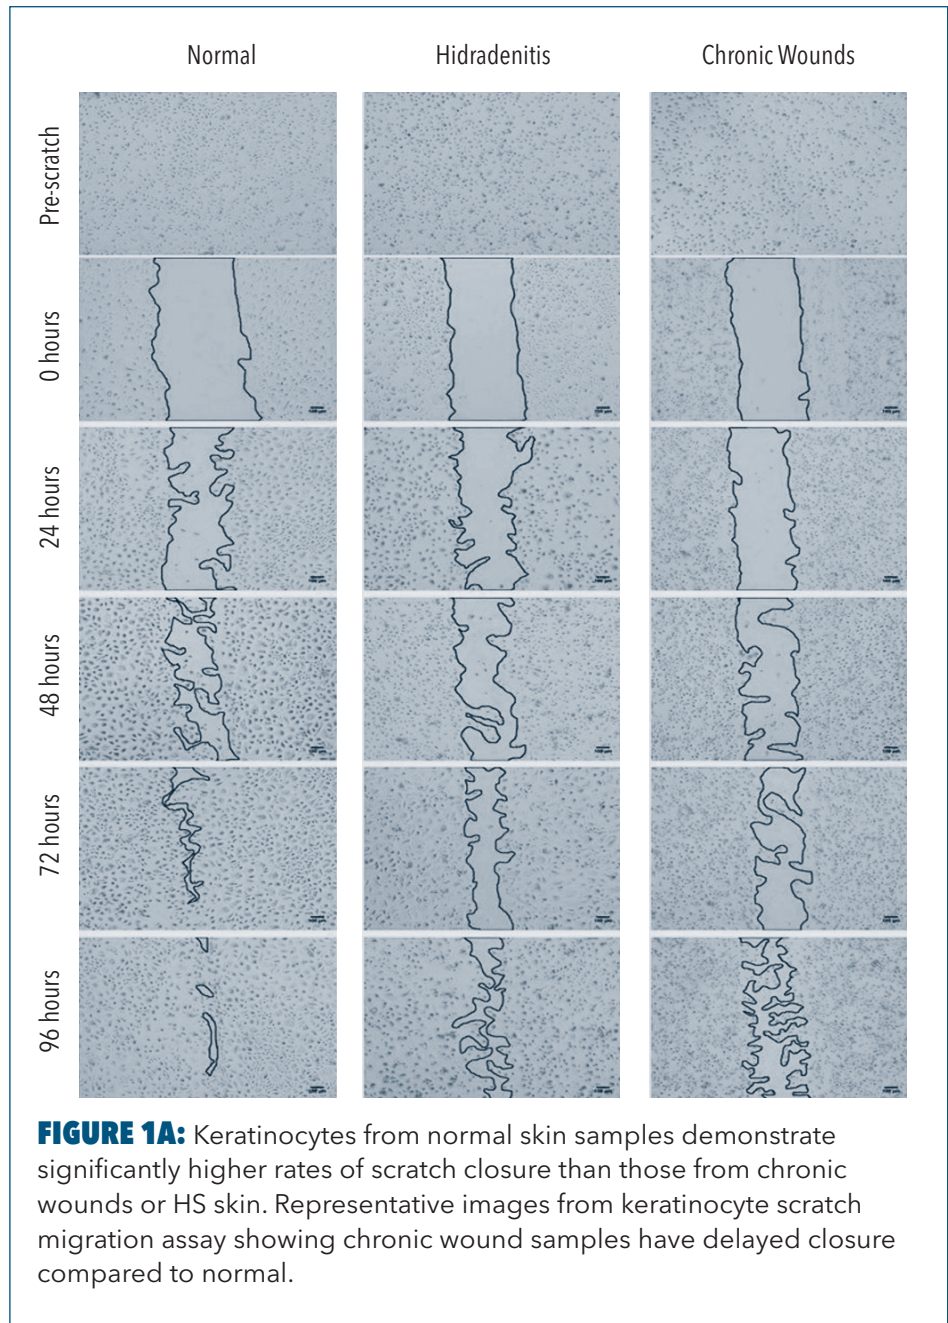 Normal
Hidradenitis
Chronic Wounds
Pre-scratch
0 hours
24 hours
48 hours
72 hours
96 hours
FIGURE 1A: Keratinocytes from normal skin samples demonstrate
significantly higher rates of scratch closure than those from chronic
wounds or HS skin. Representative images from keratinocyte scratch
migration assay showing chronic wound samples have delayed closure
compared to normal.